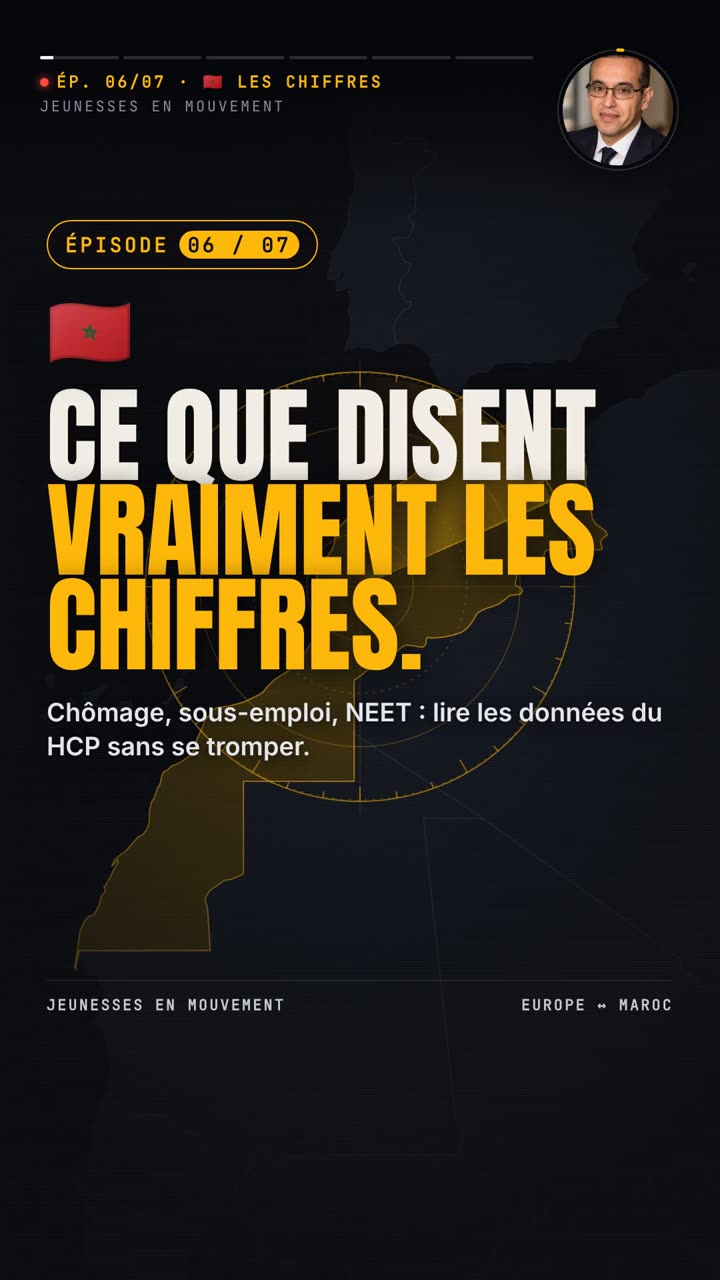 ÉP. 06/07 · LES CHIFFRES
JEUNESSES EN MOUVEMENT
ÉPISODE 06 / 07
CE QUE DISENT
VRAIMENT LES
CHIFFRES.
Chômage, sous-emploi, NEET : lire les données du
HCP sans se tromper.
JEUNESSES EN MOUVEMENT
EUROPE ↔ MAROC